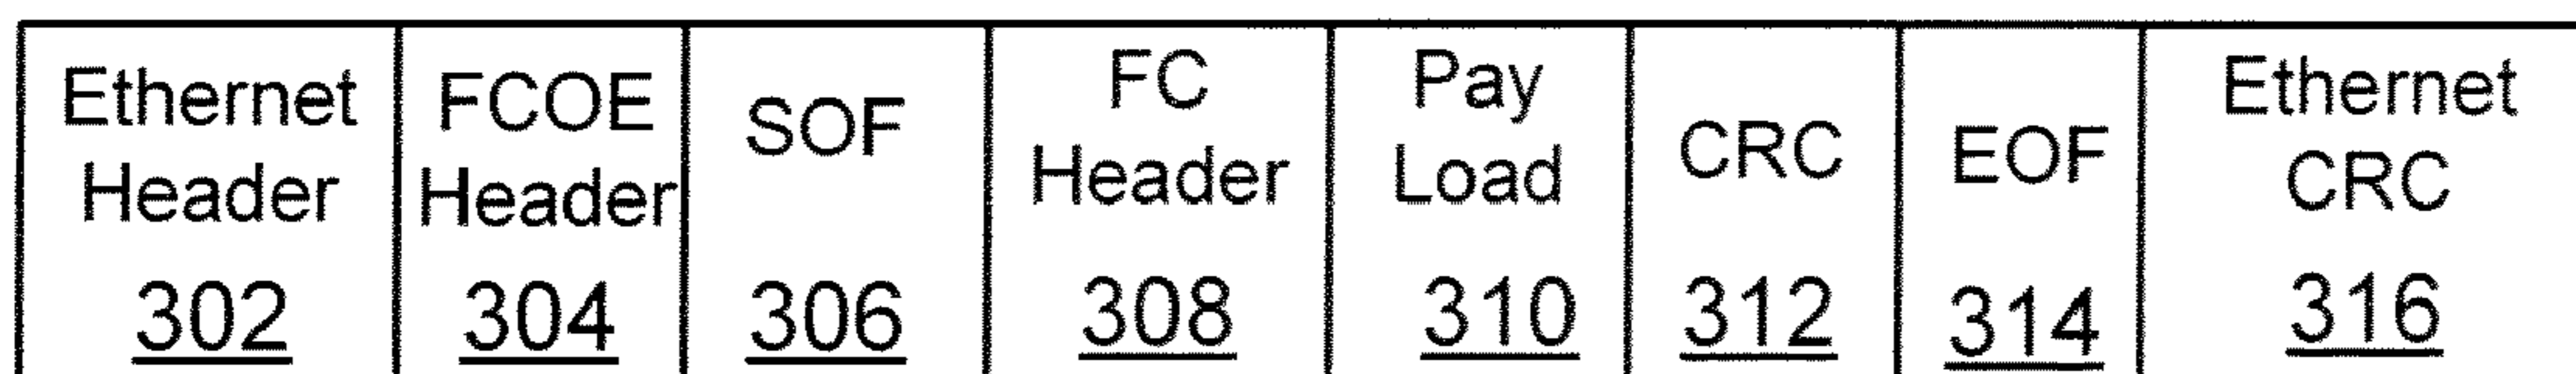 Ethernet
Header
302
FCOE
Header
304
SOF
306
FC
Header
308
Pay
Load
310
CRC
312
EOF
314
Ethernet
CRC
316